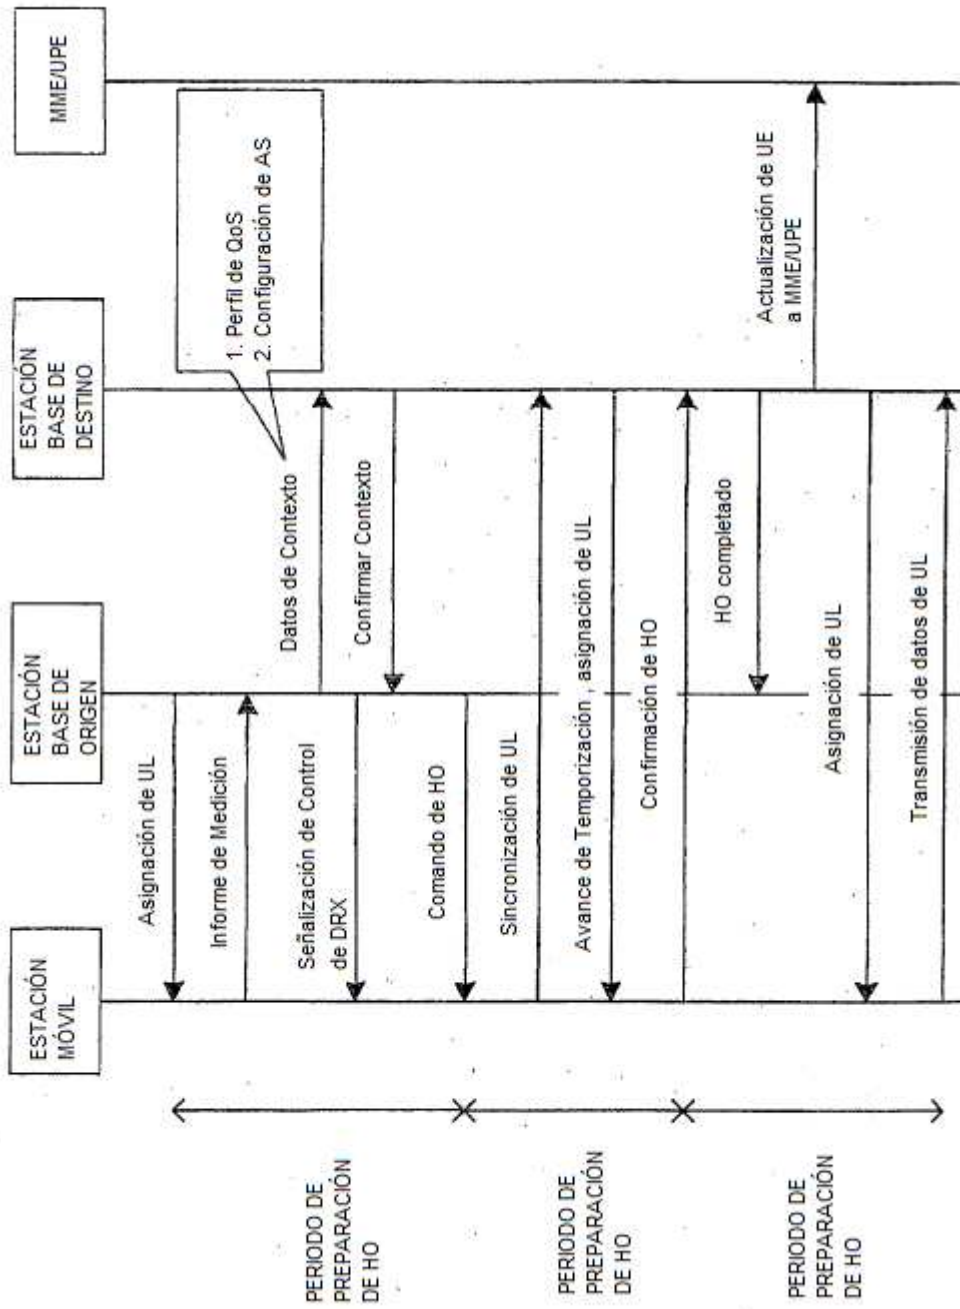 ESTACIÓN
MÓVIL
ESTACIÓN
BASE DE
ORIGEN
ESTACIÓN
BASE DE
DESTINO
MME/UPE
PERIODO DE
PREPARACIÓN
DE HO
Asignación de UL
Informe de Medición
1. Perfil de QoS
2. Configuración de AS
Datos de Contexto
Señalización de Control
de DRX
Confirmar Contexto
Comando de HO
PERIODO DE
PREPARACIÓN
DE HO
Sincronización de UL
Avance de Temporización , asignación de UL
Confirmación de HO
PERIODO DE
PREPARACIÓN
DE HO
HO completado
Actualización de UE
a MME/UPE
Asignación de UL
Transmisión de datos de UL